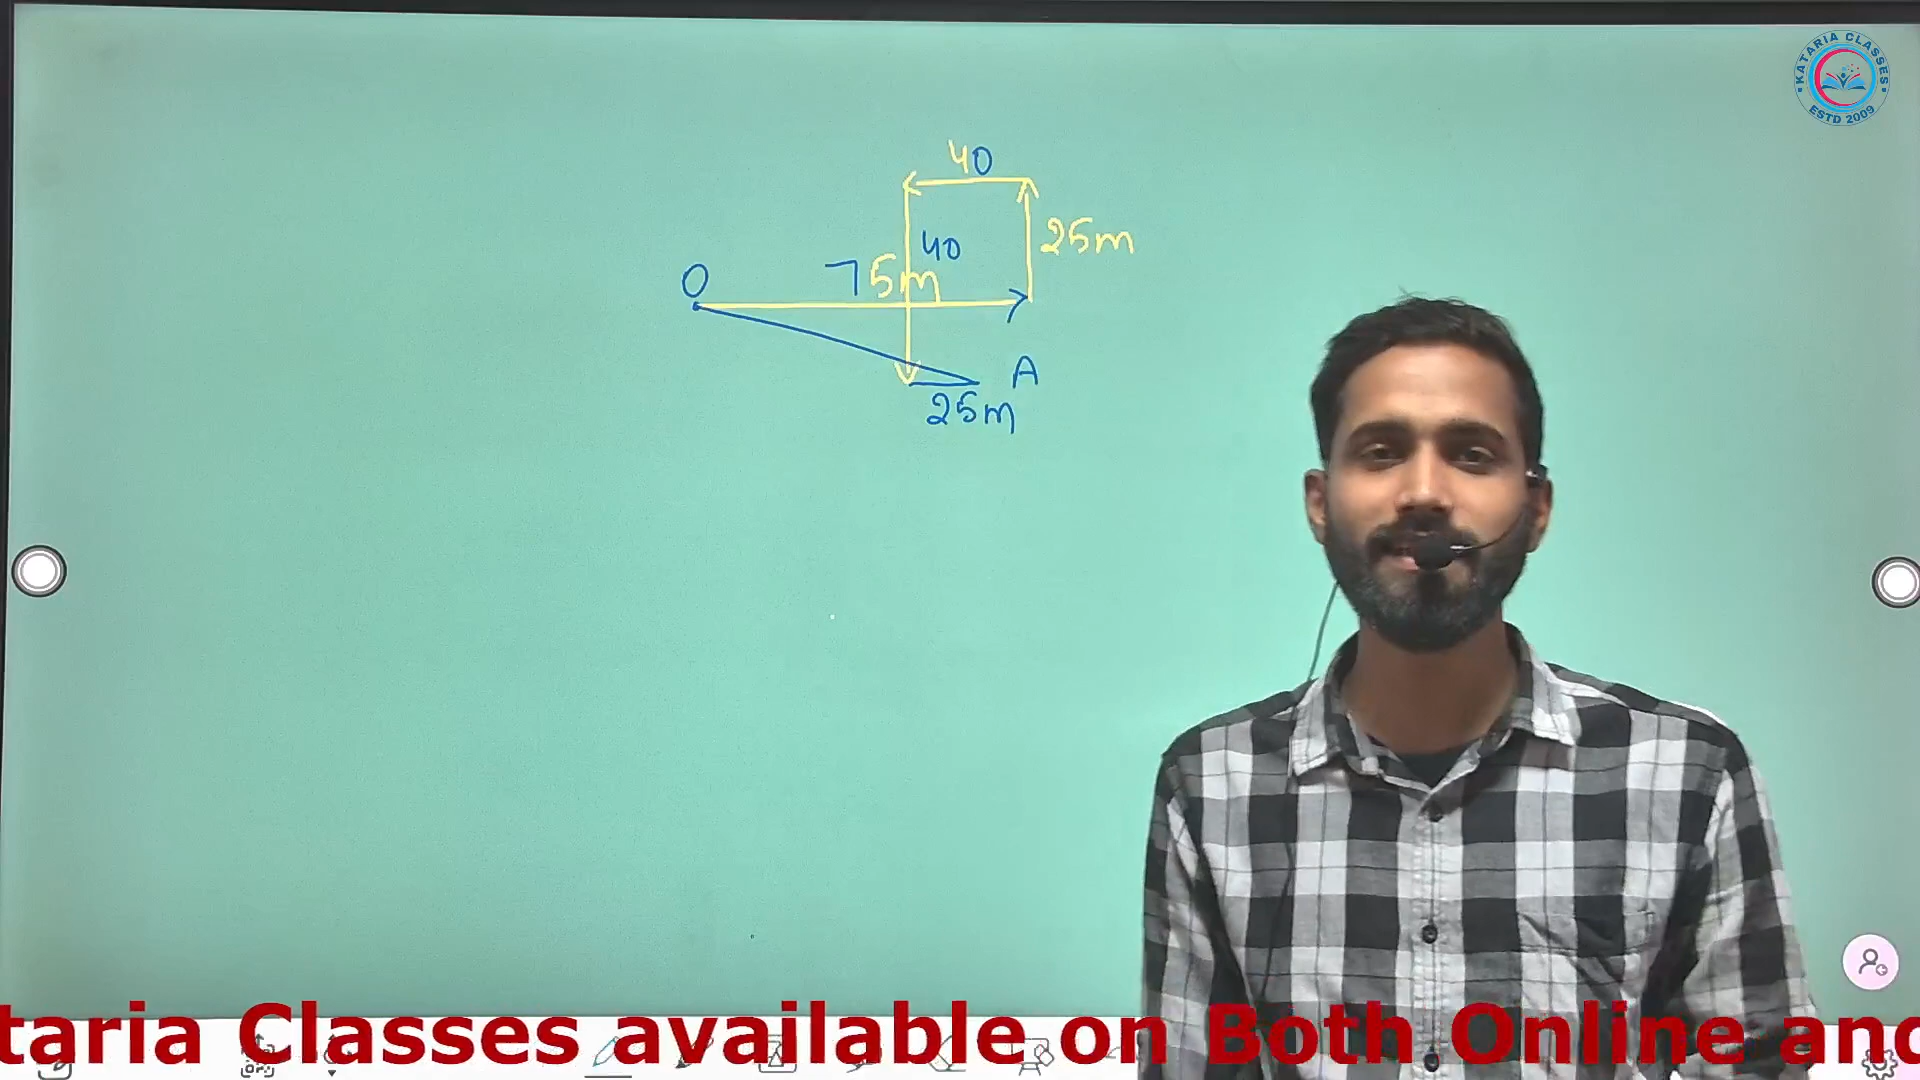 KATARIA CLASSES
ESTD 2009
40
25m
40
O
75m
A
25m
taria Classes available on Both Online and